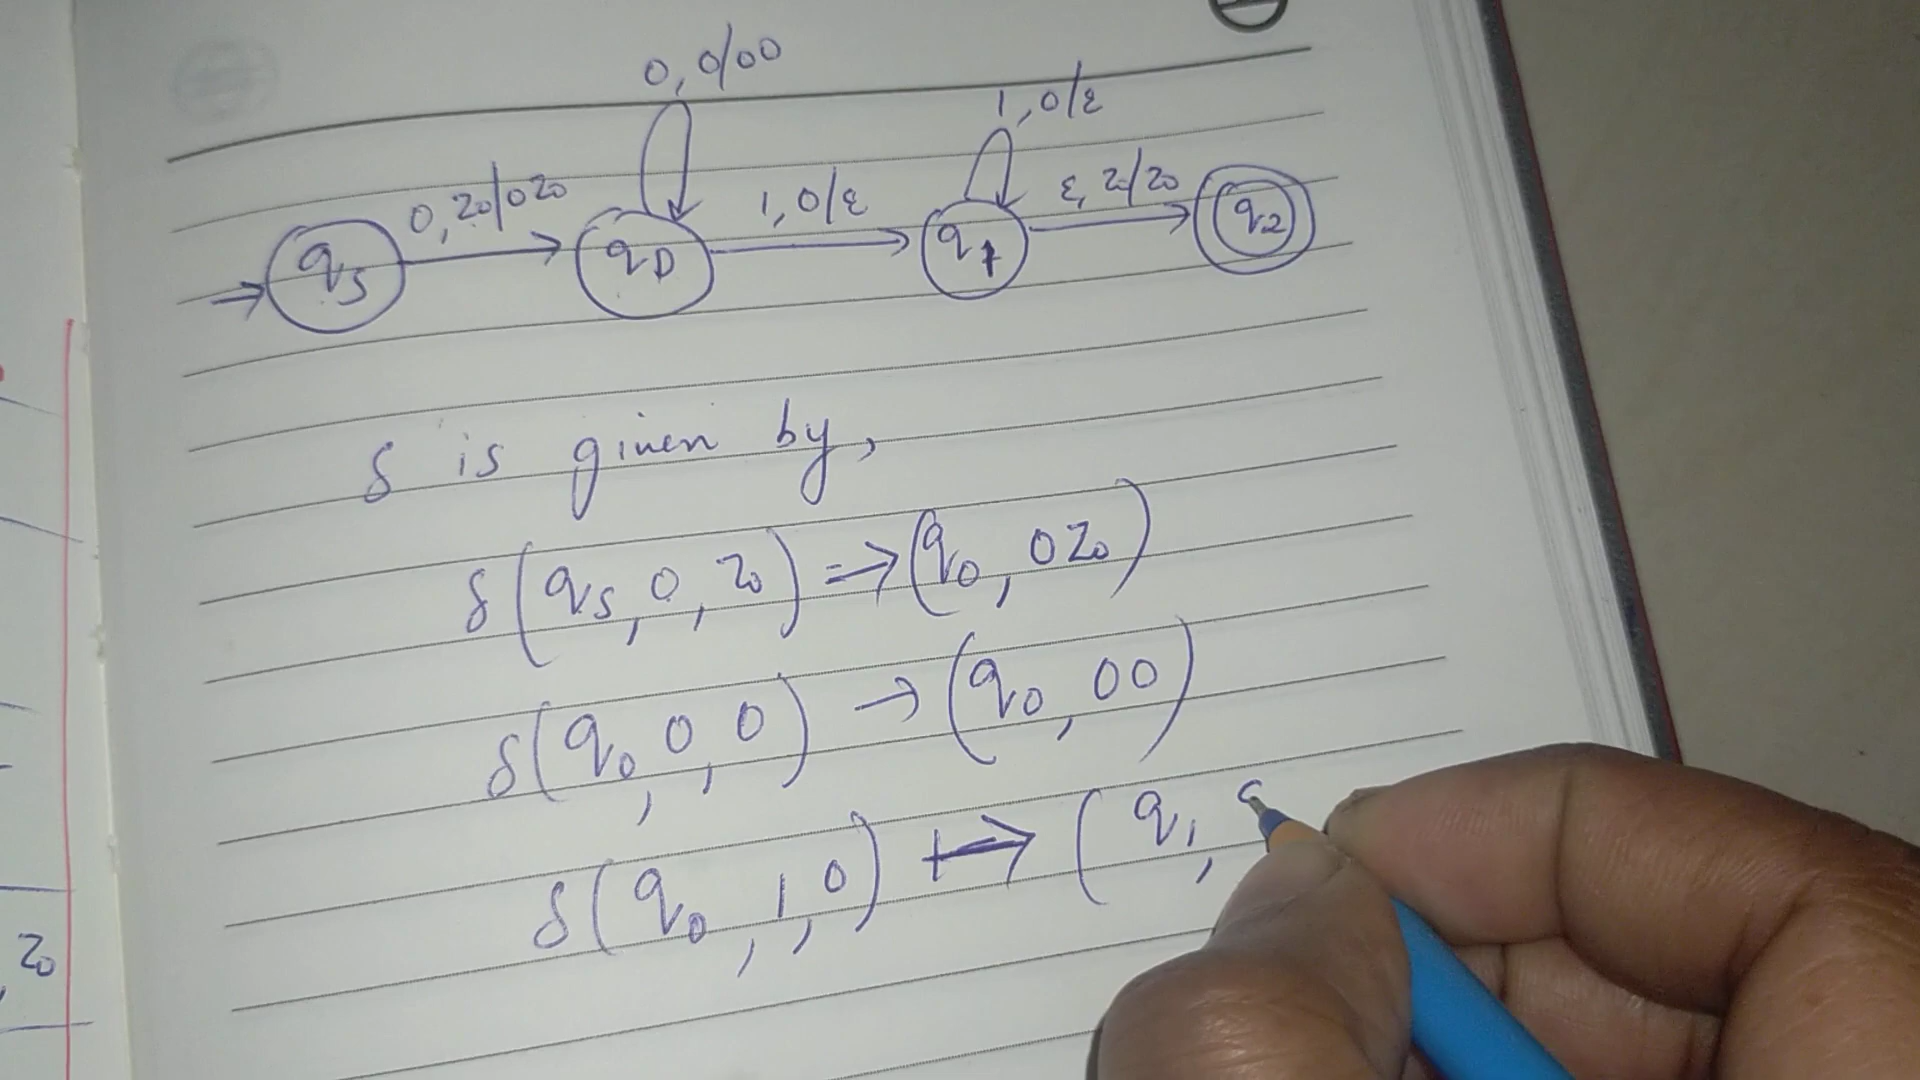 0, 0/00
1, 0/ε
0, z0/0z0
1, 0/ε
ε, z0/z0
qs
q0
q1
q2
δ is given by,
δ(qs, 0, z0) ⇒ (q0, 0z0)
δ(q0, 0, 0) → (q0, 00)
δ(q0, 1, 0) ↦ (q1,
, z0